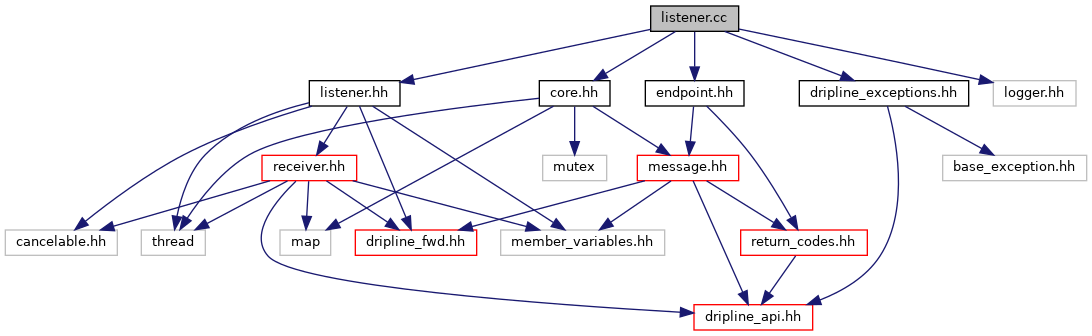 listener.cc
listener.hh
core.hh
endpoint.hh
dripline_exceptions.hh
logger.hh
receiver.hh
mutex
message.hh
base_exception.hh
cancelable.hh
thread
map
dripline_fwd.hh
member_variables.hh
return_codes.hh
dripline_api.hh